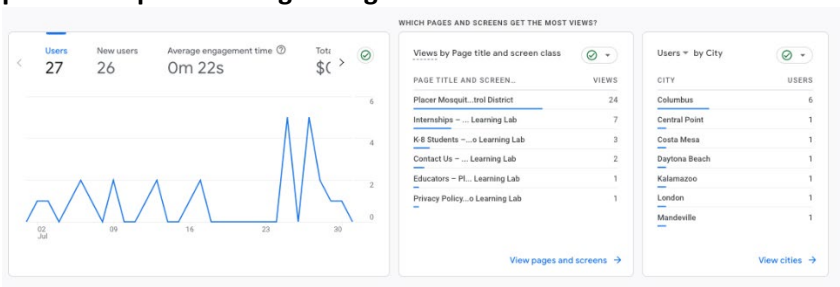 WHICH PAGES AND SCREENS GET THE MOST VIEWS?
Users
27
New users
26
Average engagement time
0m 22s
Tota
$(
6
4
2
0
02
Jul
09
16
23
30
Views by Page title and screen class
PAGE TITLE AND SCREEN... VIEWS
Placer Mosquit...trol District 24
Internships – ... Learning Lab 7
K-8 Students –...o Learning Lab 3
Contact Us – ... Learning Lab 2
Educators – Pl... Learning Lab 1
Privacy Policy...o Learning Lab 1
View pages and screens →
Users by City
CITY USERS
Columbus 6
Central Point 1
Costa Mesa 1
Daytona Beach 1
Kalamazoo 1
London 1
Mandeville 1
View cities →